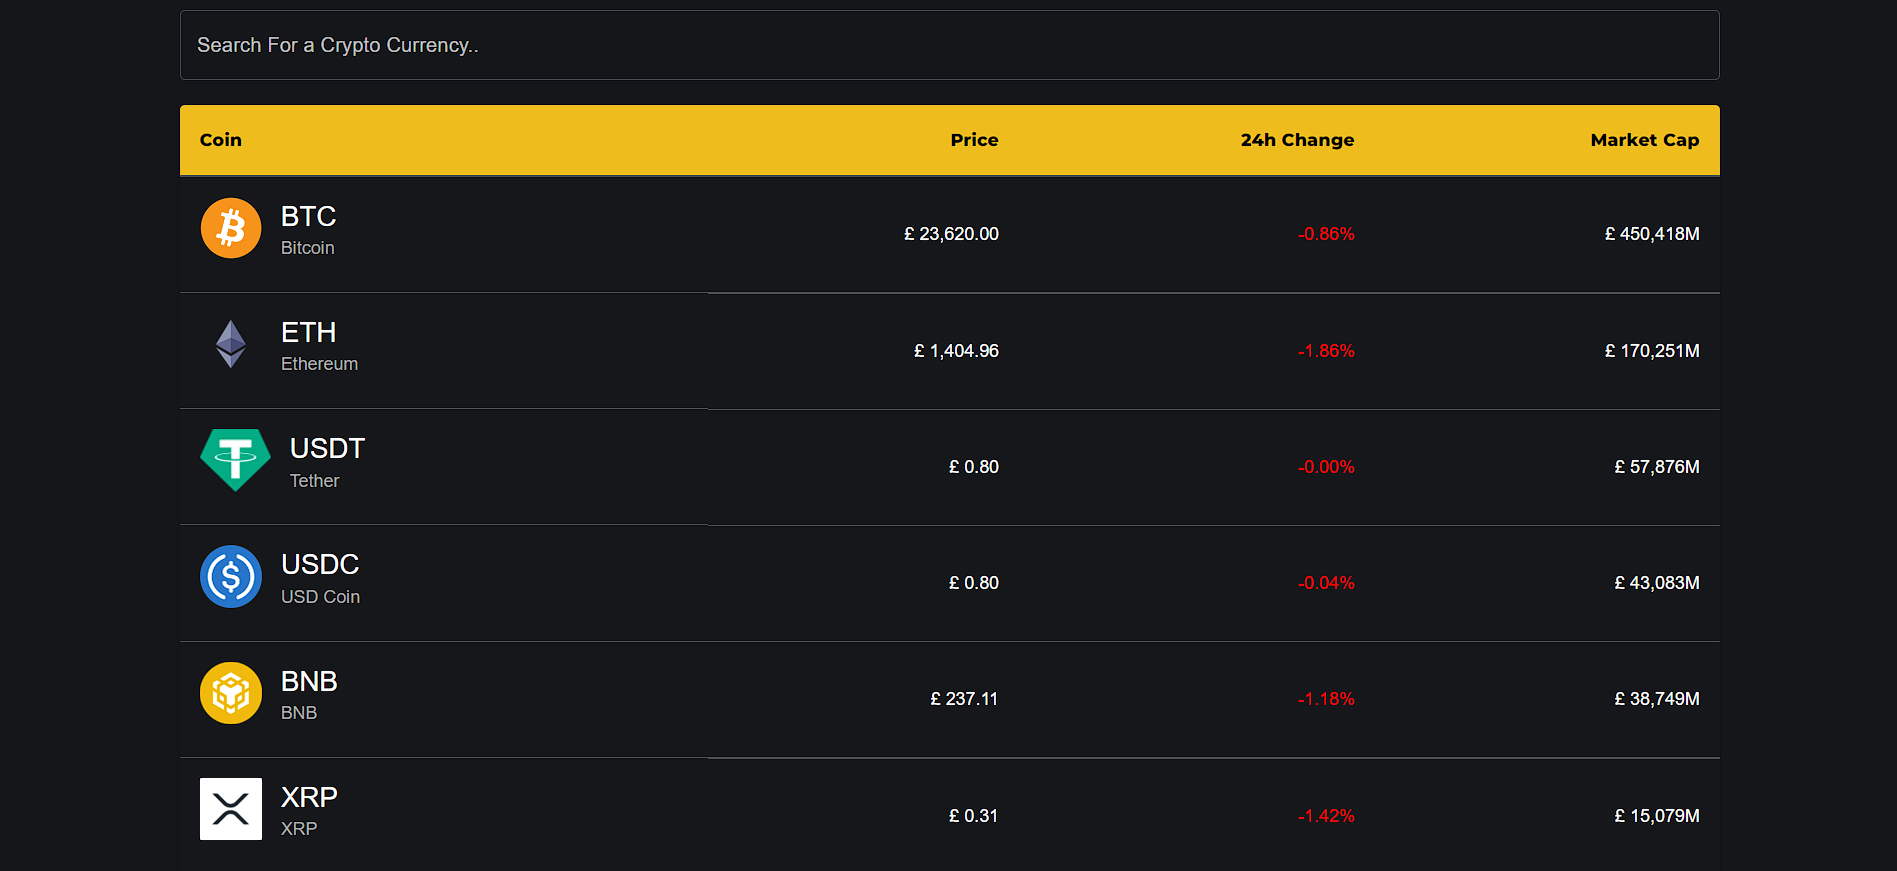 Search For a Crypto Currency..
Coin Price 24h Change Market Cap
BTC
Bitcoin
£ 23,620.00 -0.86% £ 450,418M
ETH
Ethereum
£ 1,404.96 -1.86% £ 170,251M
USDT
Tether
£ 0.80 -0.00% £ 57,876M
USDC
USD Coin
£ 0.80 -0.04% £ 43,083M
BNB
BNB
£ 237.11 -1.18% £ 38,749M
XRP
XRP
£ 0.31 -1.42% £ 15,079M